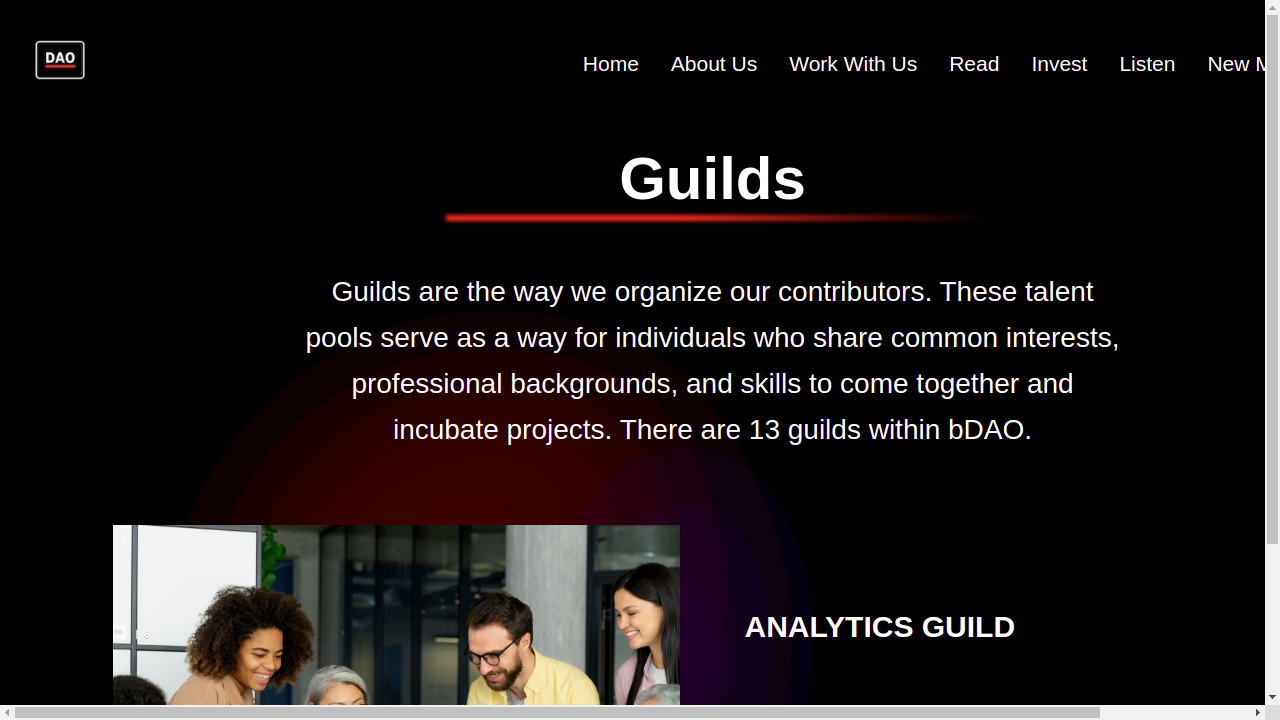 DAO
Home About Us Work With Us Read Invest Listen New
Guilds
Guilds are the way we organize our contributors. These talent
pools serve as a way for individuals who share common interests,
professional backgrounds, and skills to come together and
incubate projects. There are 13 guilds within bDAO.
ANALYTICS GUILD